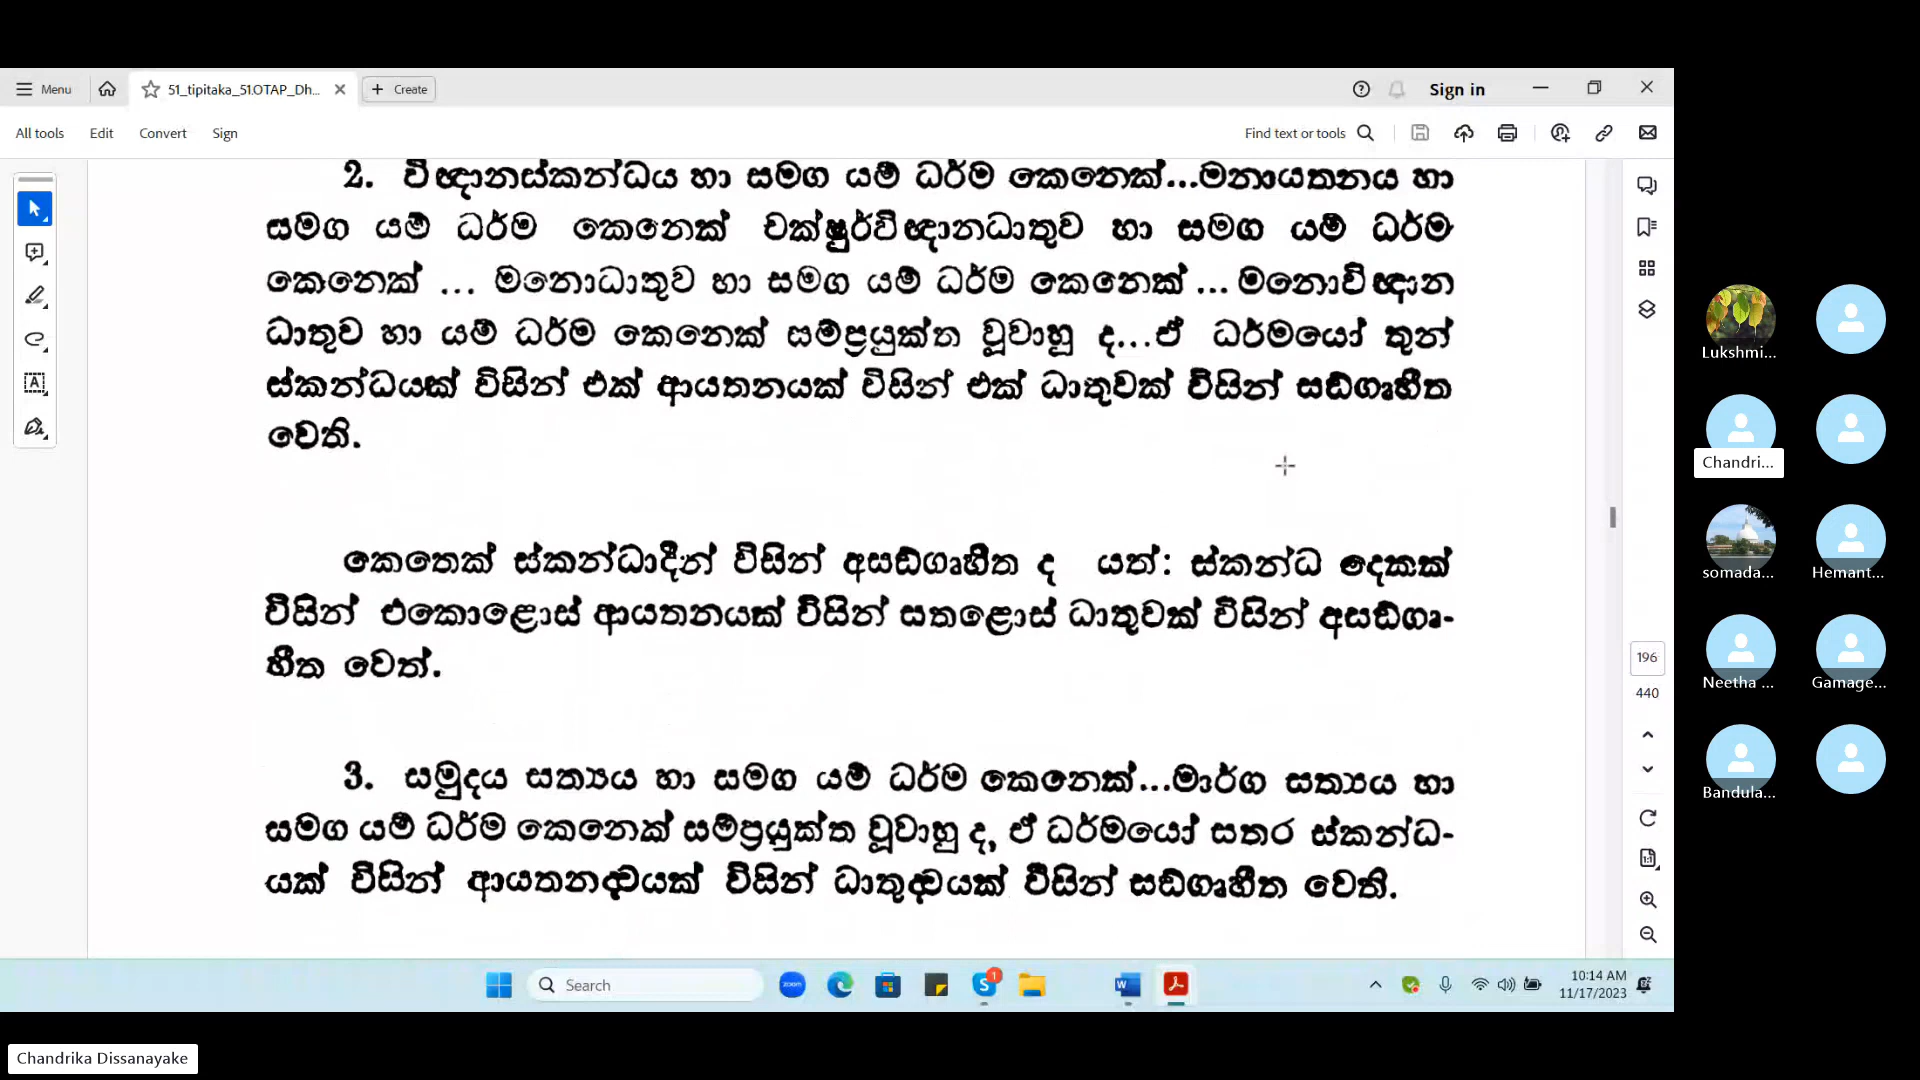 Menu
51_tipitaka_51.OTAP_Dh...
Create
Sign in
All tools
Edit
Convert
Sign
Find text or tools
2. විඥානස්කන්ධය හා සමග යම් ධර්ම කෙනෙක්...මනායතනය හා
සමග යම් ධර්ම කෙනෙක් චක්ෂුර්විඥානධාතුව හා සමග යම් ධර්ම
කෙනෙක් ... මනොධාතුව හා සමග යම් ධර්ම කෙනෙක් ... මනොවිඥාන
ධාතුව හා යම් ධර්ම කෙනෙක් සම්ප්‍රයුක්ත වූවාහු ද...ඒ ධර්මයෝ තුන්
ස්කන්ධයක් විසින් එක් ආයතනයක් විසින් එක් ධාතුවක් විසින් සඞ්ගෘහීත
වෙති.
කෙතෙක් ස්කන්ධාදීන් විසින් අසඞ්ගෘහීත ද යත්: ස්කන්ධ දෙකක්
විසින් එකොළොස් ආයතනයක් විසින් සතළොස් ධාතුවක් විසින් අසඞ්ගෘ-
හීත වෙත්.
3. සමුදය සත්‍යය හා සමග යම් ධර්ම කෙනෙක්...මාර්ග සත්‍යය හා
සමග යම් ධර්ම කෙනෙක් සම්ප්‍රයුක්ත වූවාහු ද, ඒ ධර්මයෝ සතර ස්කන්ධ-
යක් විසින් ආයතනද්වයක් විසින් ධාතුද්වයක් විසින් සඞ්ගෘහීත වෙති.
196
440
Lukshmi...
Chandri...
somada...
Hemant...
Neetha ...
Gamage...
Bandula...
Search
zoom
1
10:14 AM
11/17/2023
Chandrika Dissanayake